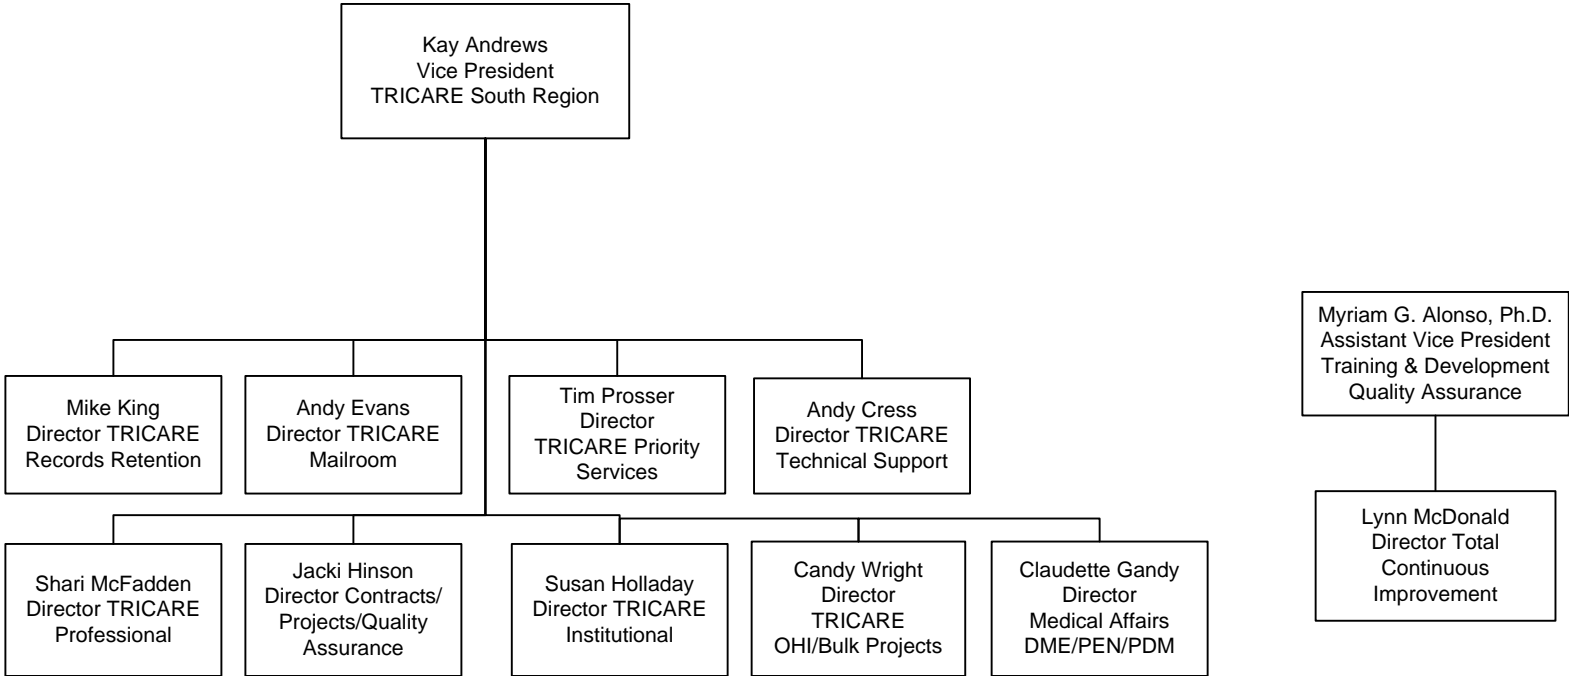 Kay Andrews
Vice President
TRICARE South Region
Myriam G. Alonso, Ph.D.
Assistant Vice President
Training & Development
Quality Assurance
Mike King
Director TRICARE
Records Retention
Andy Evans
Director TRICARE
Mailroom
Tim Prosser
Director
TRICARE Priority
Services
Andy Cress
Director TRICARE
Technical Support
Lynn McDonald
Director Total
Continuous
Improvement
Shari McFadden
Director TRICARE
Professional
Jacki Hinson
Director Contracts/
Projects/Quality
Assurance
Susan Holladay
Director TRICARE
Institutional
Candy Wright
Director
TRICARE
OHI/Bulk Projects
Claudette Gandy
Director
Medical Affairs
DME/PEN/PDM